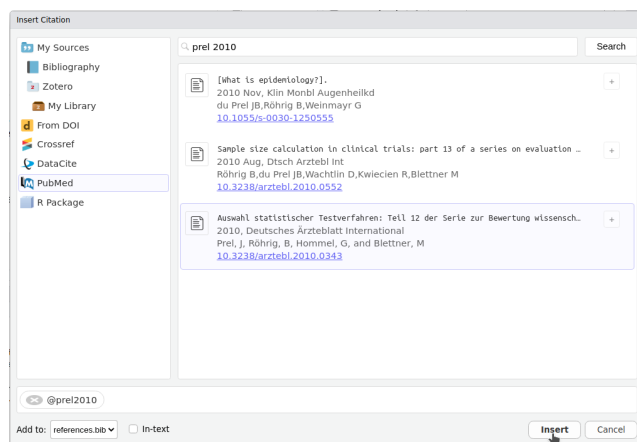 Insert Citation
My Sources
Bibliography
Zotero
My Library
From DOI
Crossref
DataCite
PubMed
R Package
prel 2010
Search
[What is epidemiology?].
2010 Nov, Klin Monbl Augenheilkd
du Prel JB,Röhrig B,Weinmayr G
10.1055/s-0030-1250555
Sample size calculation in clinical trials: part 13 of a series on evaluation …
2010 Aug, Dtsch Arztebl Int
Röhrig B,du Prel JB,Wachtlin D,Kwiecien R,Blettner M
10.3238/arztebl.2010.0552
Auswahl statistischer Testverfahren: Teil 12 der Serie zur Bewertung wissensch…
2010, Deutsches Ärzteblatt International
Prel, J, Röhrig, B, Hommel, G, and Blettner, M
10.3238/arztebl.2010.0343
@prel2010
Add to: references.bib In-text
Insert Cancel